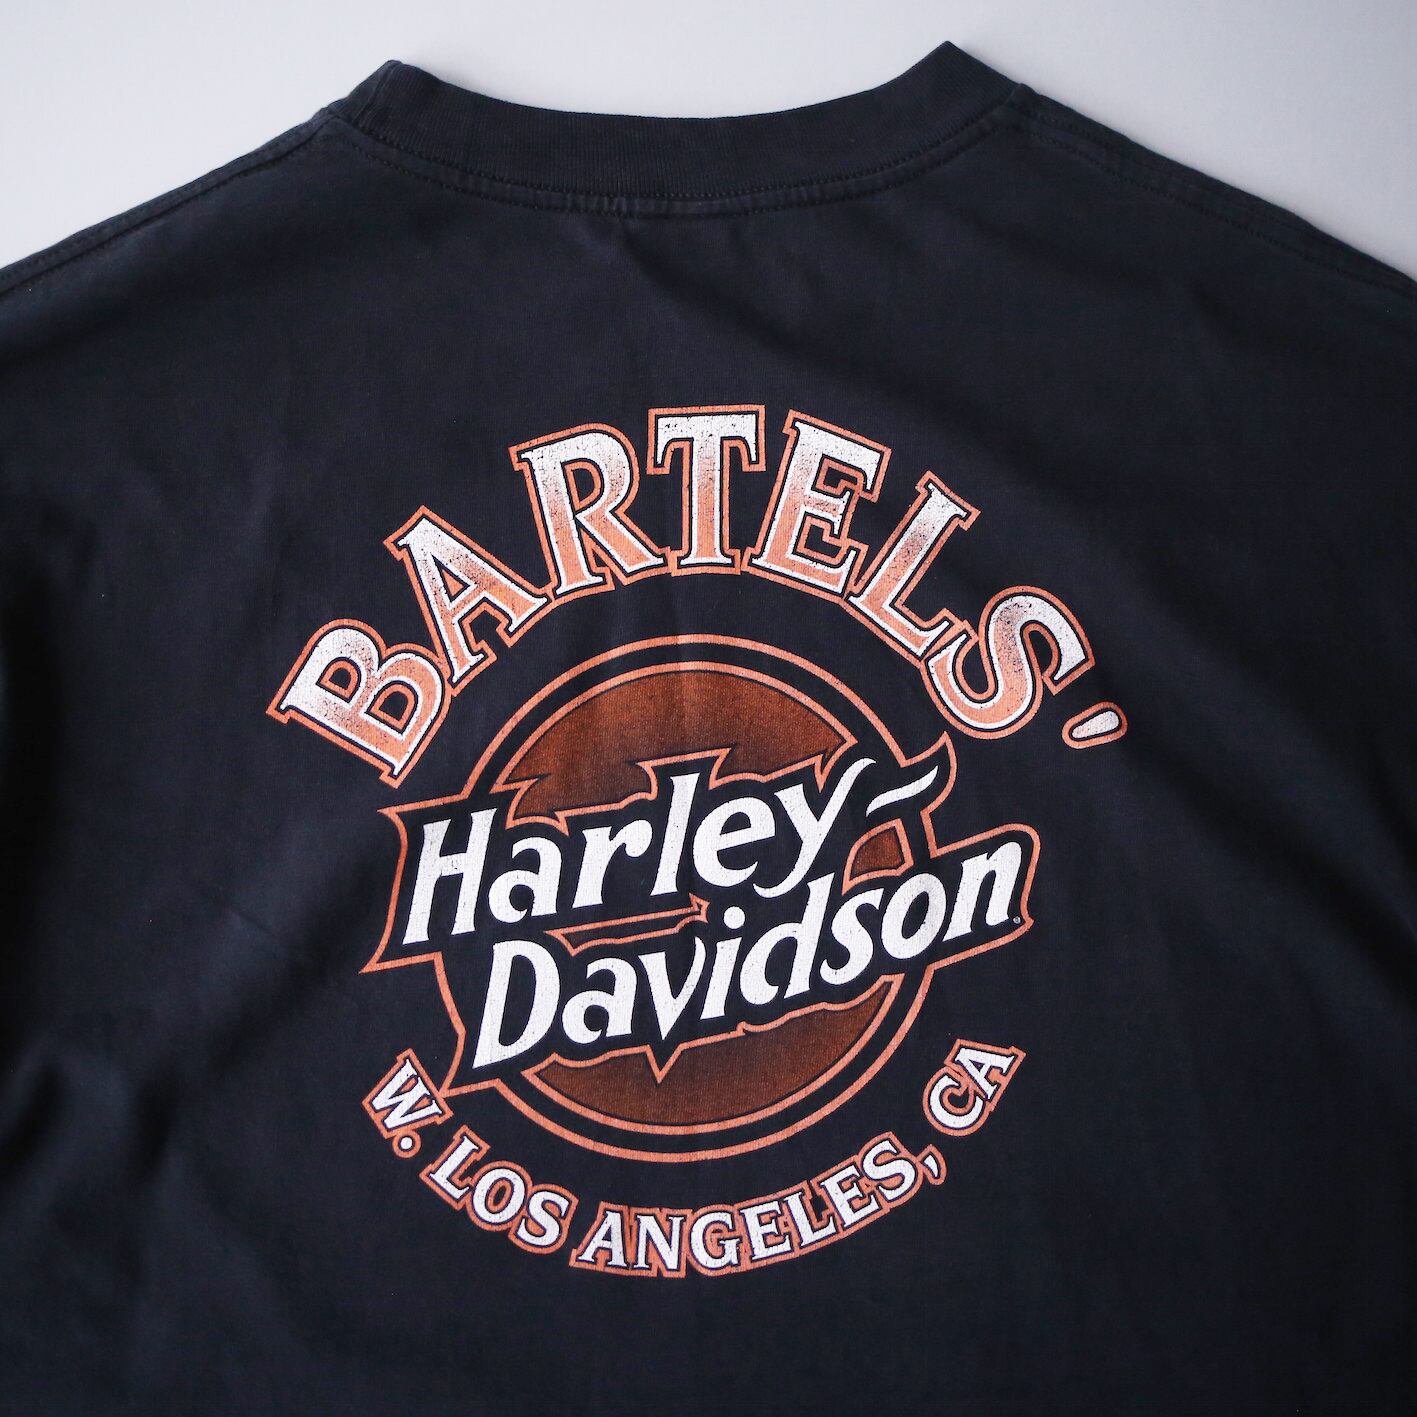 BARTELS'
Harley-
Davidson
W. LOS ANGELES, CA